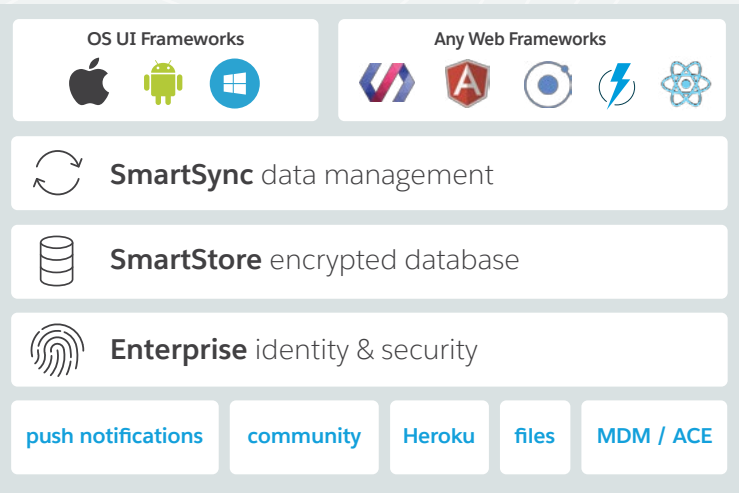 OS UI Frameworks
Any Web Frameworks
A
SmartSync data management
SmartStore encrypted database
Enterprise identity & security
push notifications
community
Heroku
files
MDM / ACE